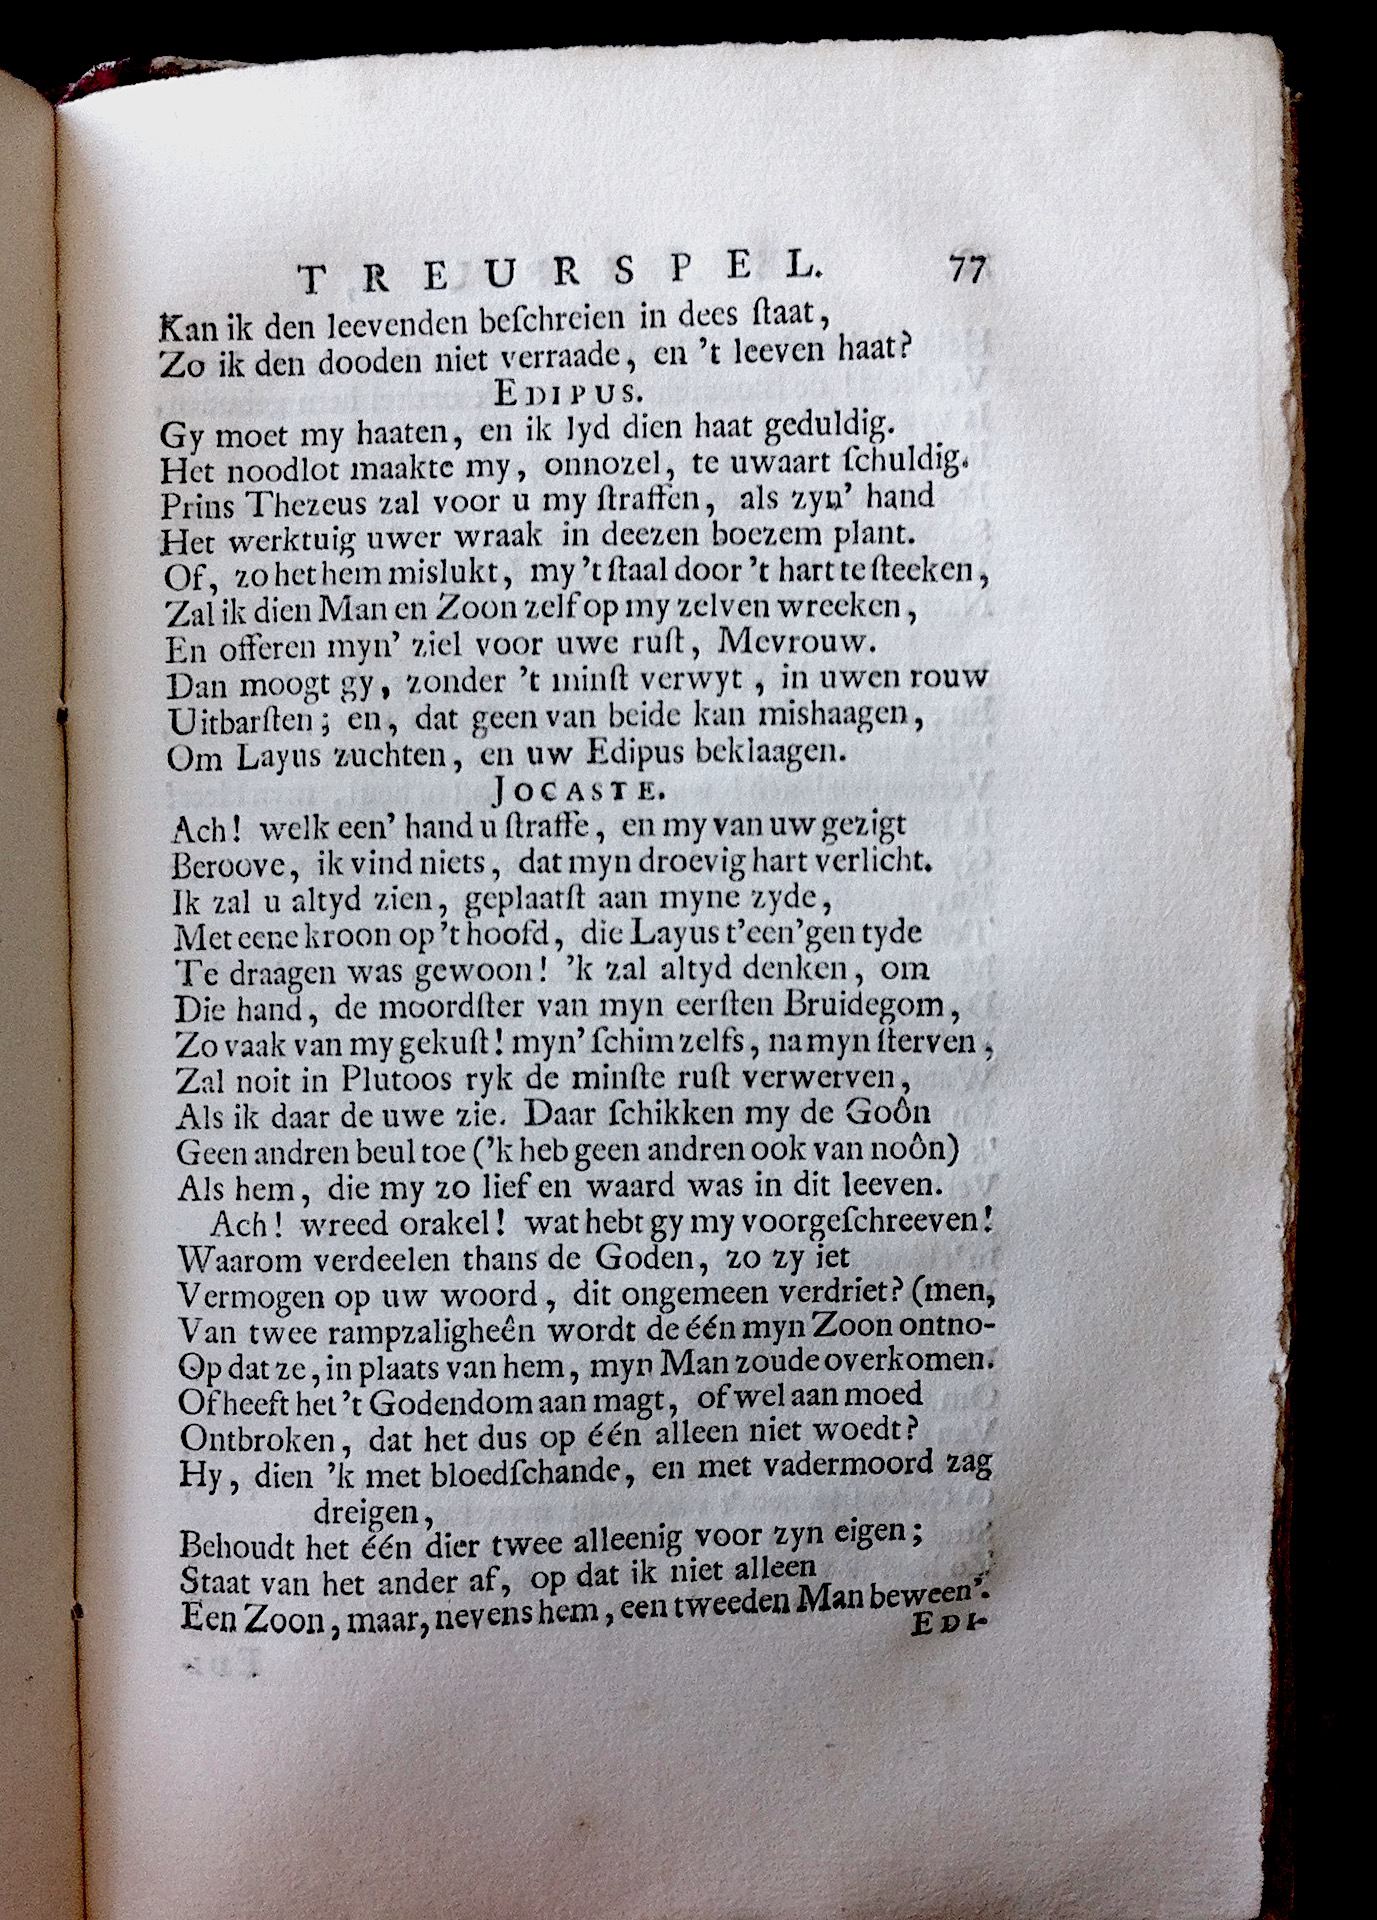 TREURSPEL. 77
Kan ik den leevenden beſchreien in dees ſtaat,
Zo ik den dooden niet verraade, en 't leeven haat?
EDIPUS.
Gy moet my haaten, en ik lyd dien haat geduldig.
Het noodlot maakte my, onnozel, te uwaart ſchuldig.
Prins Thezeus zal voor u my ſtraffen, als zyn' hand
Het werktuig uwer wraak in deezen boezem plant.
Of, zo het hem mislukt, my 't ſtaal door 't hart te ſteeken,
Zal ik dien Man en Zoon zelf op my zelven wreeken,
En offeren myn' ziel voor uwe ruſt, Mevrouw.
Dan moogt gy, zonder 't minſt verwyt, in uwen rouw
Uitbarſten; en, dat geen van beide kan mishaagen,
Om Layus zuchten, en uw Edipus beklaagen.
JOCASTE.
Ach! welk een' hand u ſtraffe, en my van uw gezigt
Beroove, ik vind niets, dat myn droevig hart verlicht.
Ik zal u altyd zien, geplaatſt aan myne zyde,
Met eene kroon op 't hoofd, die Layus t'een'gen tyde
Te draagen was gewoon! 'k zal altyd denken, om
Die hand, de moordſter van myn eerſten Bruidegom,
Zo vaak van my gekuſt! myn' ſchim zelfs, na myn ſterven,
Zal noit in Plutoos ryk de minſte ruſt verwerven,
Als ik daar de uwe zie. Daar ſchikken my de Goôn
Geen andren beul toe ('k heb geen andren ook van noôn)
Als hem, die my zo lief en waard was in dit leeven.
Ach! wreed orakel! wat hebt gy my voorgeſchreeven!
Waarom verdeelen thans de Goden, zo zy iet
Vermogen op uw woord, dit ongemeen verdriet? (men,
Van twee rampzaligheên wordt de één myn Zoon ontno-
Op dat ze, in plaats van hem, myn Man zoude overkomen.
Of heeft het 't Godendom aan magt, of wel aan moed
Ontbroken, dat het dus op één alleen niet woedt?
Hy, dien 'k met bloedſchande, en met vadermoord zag
dreigen,
Behoudt het één dier twee alleenig voor zyn eigen;
Staat van het ander af, op dat ik niet alleen
Een Zoon, maar, nevens hem, een tweeden Man beween'.
EDI-